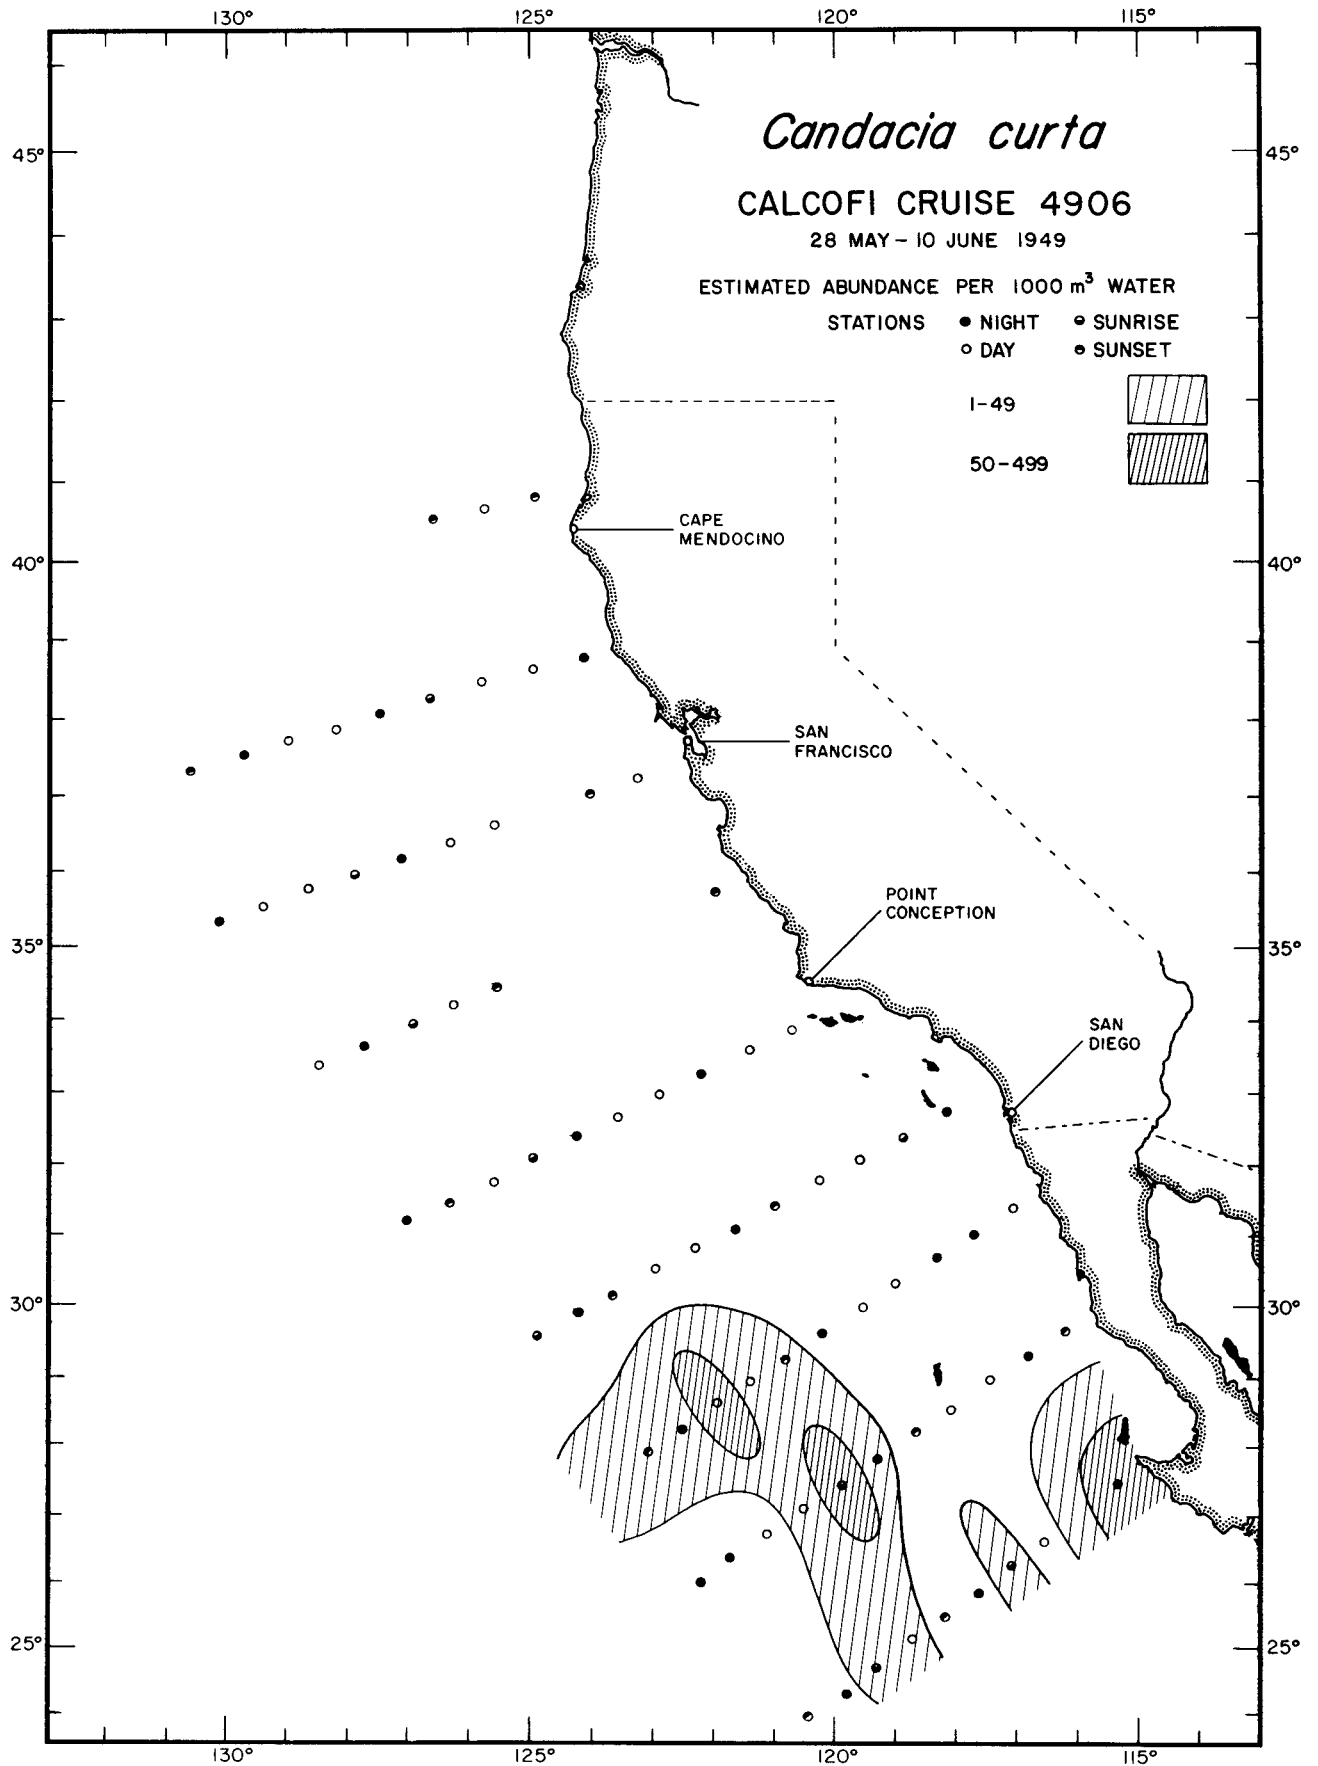 130°
125°
120°
115°
Candacia curta
45°
45°
CALCOFI CRUISE 4906
28 MAY – 10 JUNE 1949
ESTIMATED ABUNDANCE PER 1000 m³ WATER
STATIONS ● NIGHT ◒ SUNRISE
○ DAY ◓ SUNSET
1-49
50-499
CAPE
MENDOCINO
40°
40°
SAN
FRANCISCO
POINT
CONCEPTION
35°
35°
SAN
DIEGO
30°
30°
25°
25°
130°
125°
120°
115°